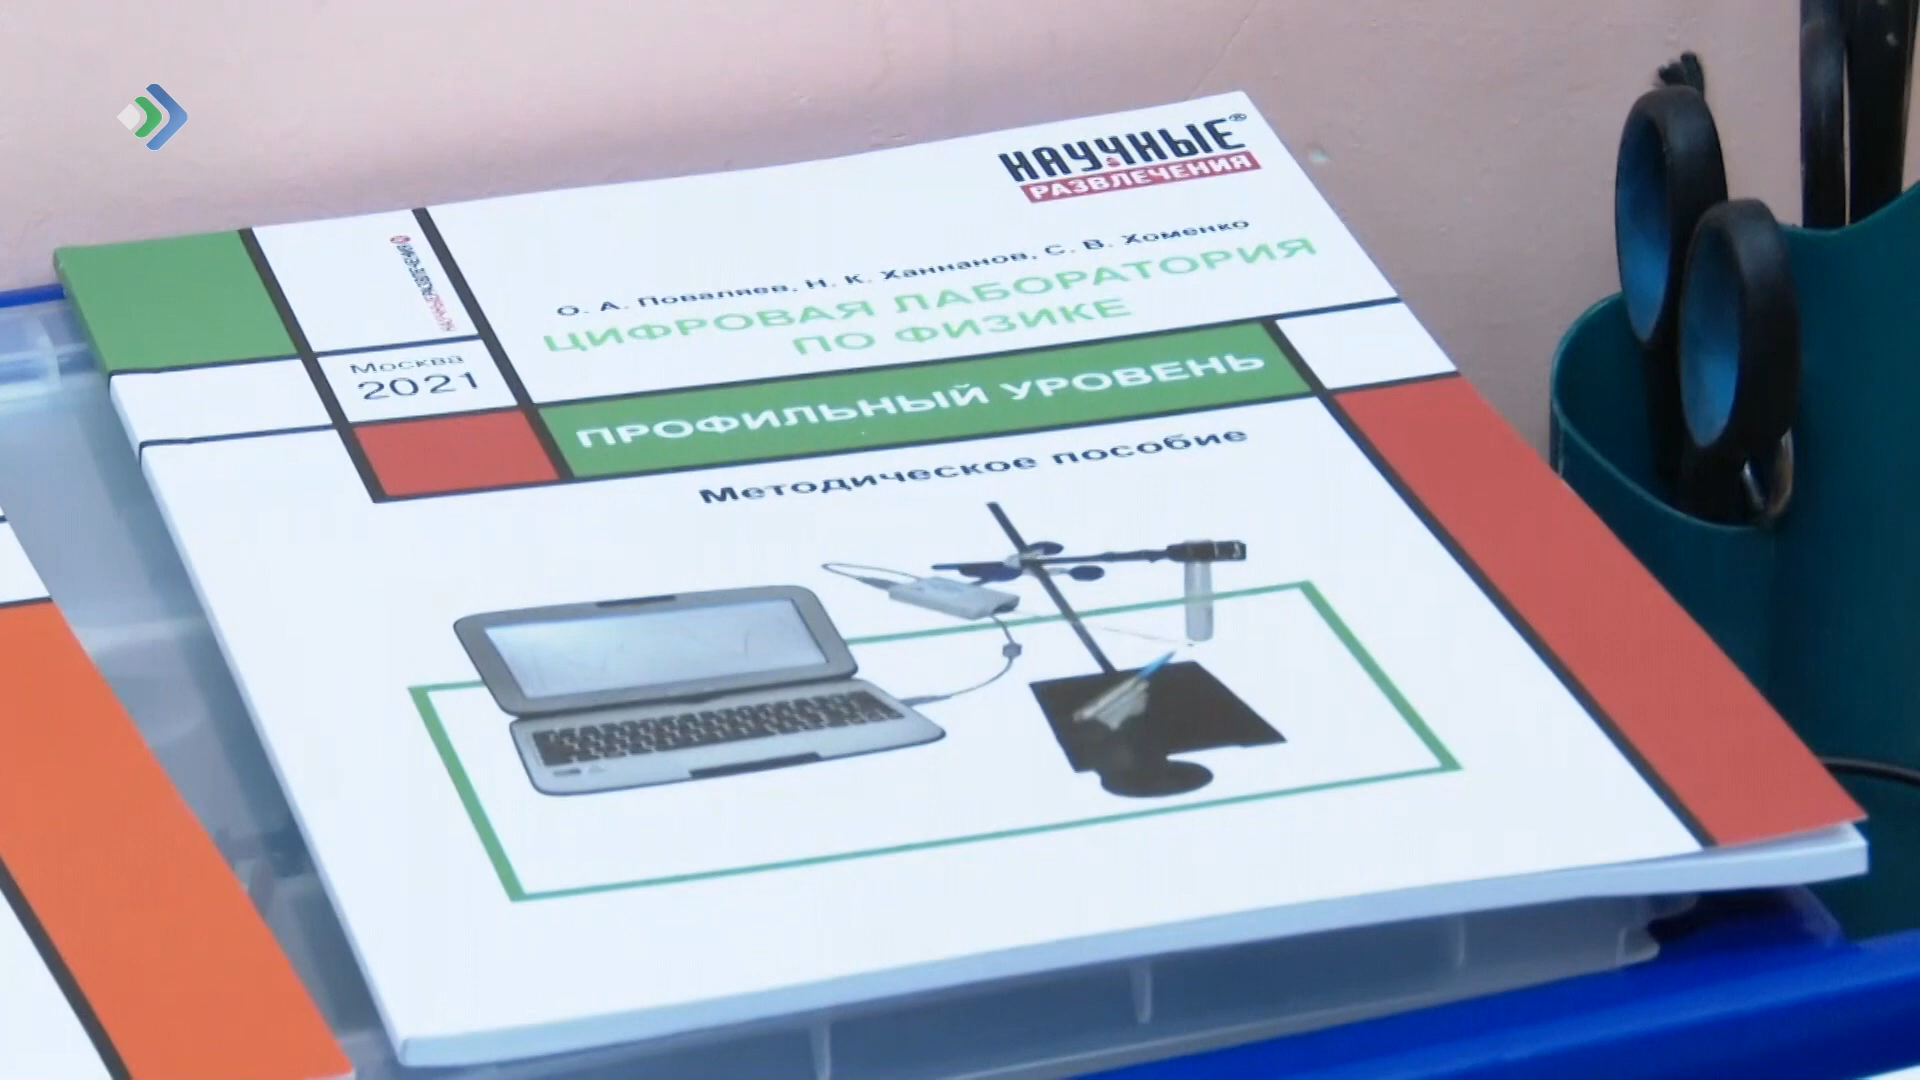 НАУЧНЫЕ®
РАЗВЛЕЧЕНИЯ
О. А. Поваляев, Н. К. Ханнанов, С. В. Хоменко
ЦИФРОВАЯ ЛАБОРАТОРИЯ
ПО ФИЗИКЕ
Москва
2021
ПРОФИЛЬНЫЙ УРОВЕНЬ
Методическое пособие